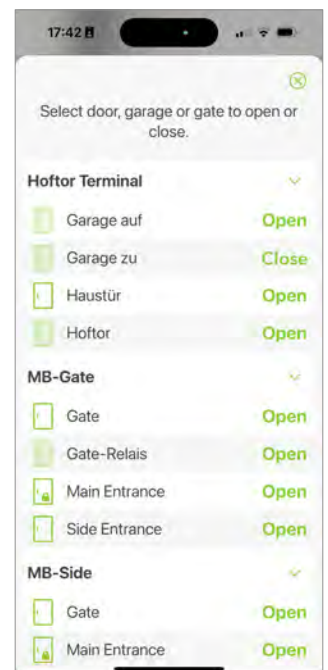 17:42
Select door, garage or gate to open or
close.
Hoftor Terminal
Garage auf Open
Garage zu Close
Haustür Open
Hoftor Open
MB-Gate
Gate Open
Gate-Relais Open
Main Entrance Open
Side Entrance Open
MB-Side
Gate Open
Main Entrance Open